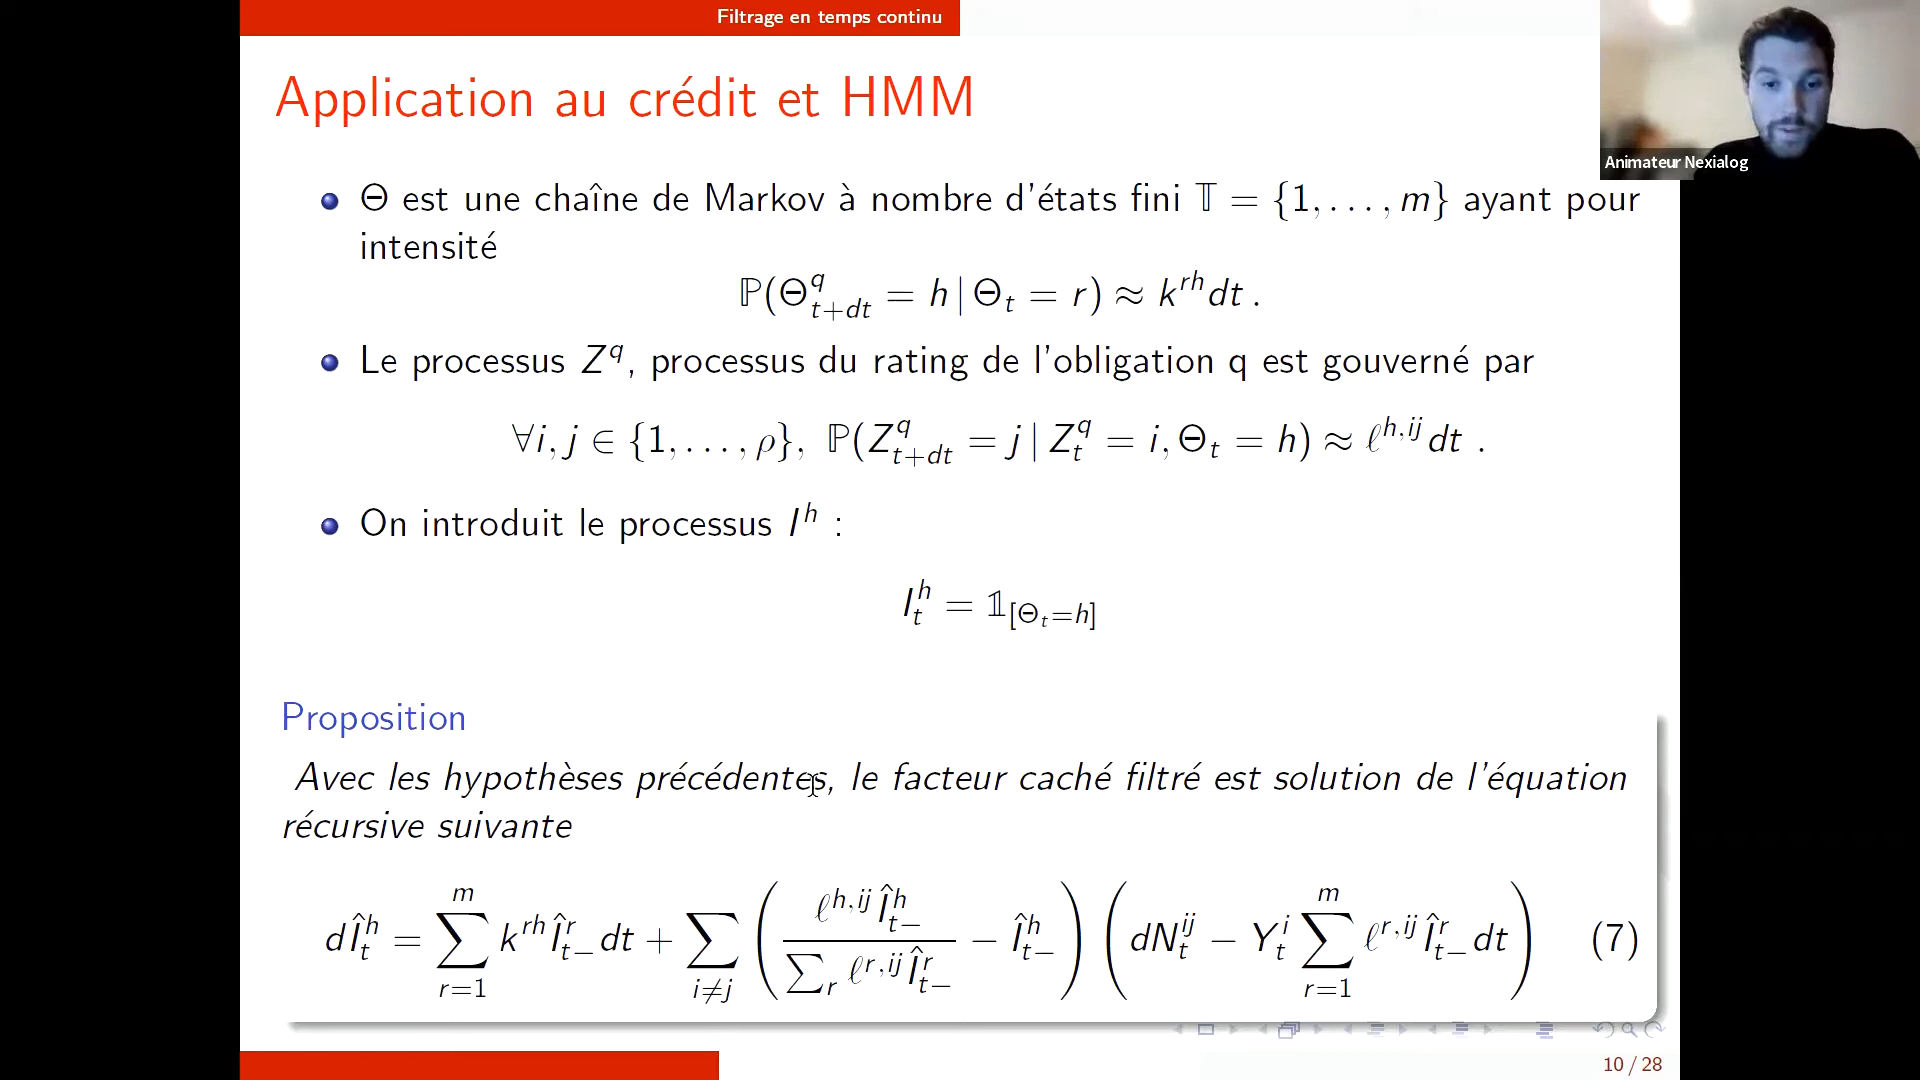 Filtrage en temps continu
Application au crédit et HMM
Animateur Nexialog
Θ est une chaîne de Markov à nombre d'états fini 𝕋 = {1, . . . , m} ayant pour
intensité
ℙ(Θ^q_{t+dt} = h | Θ_t = r) ≈ k^{rh} dt .
Le processus Z^q, processus du rating de l'obligation q est gouverné par
∀i, j ∈ {1, . . . , ρ}, ℙ(Z^q_{t+dt} = j | Z^q_t = i, Θ_t = h) ≈ ℓ^{h,ij} dt .
On introduit le processus I^h :
I^h_t = 𝟙_{[Θ_t=h]}
Proposition
Avec les hypothèses précédentes, le facteur caché filtré est solution de l'équation
récursive suivante
dÎ^h_t = ∑_{r=1}^{m} k^{rh} Î^r_{t−} dt + ∑_{i≠j} ( ℓ^{h,ij} Î^h_{t−} / ∑_r ℓ^{r,ij} Î^r_{t−} − Î^h_{t−} ) ( dN^{ij}_t − Y^i_t ∑_{r=1}^{m} ℓ^{r,ij} Î^r_{t−} dt ) (7)
10 / 28